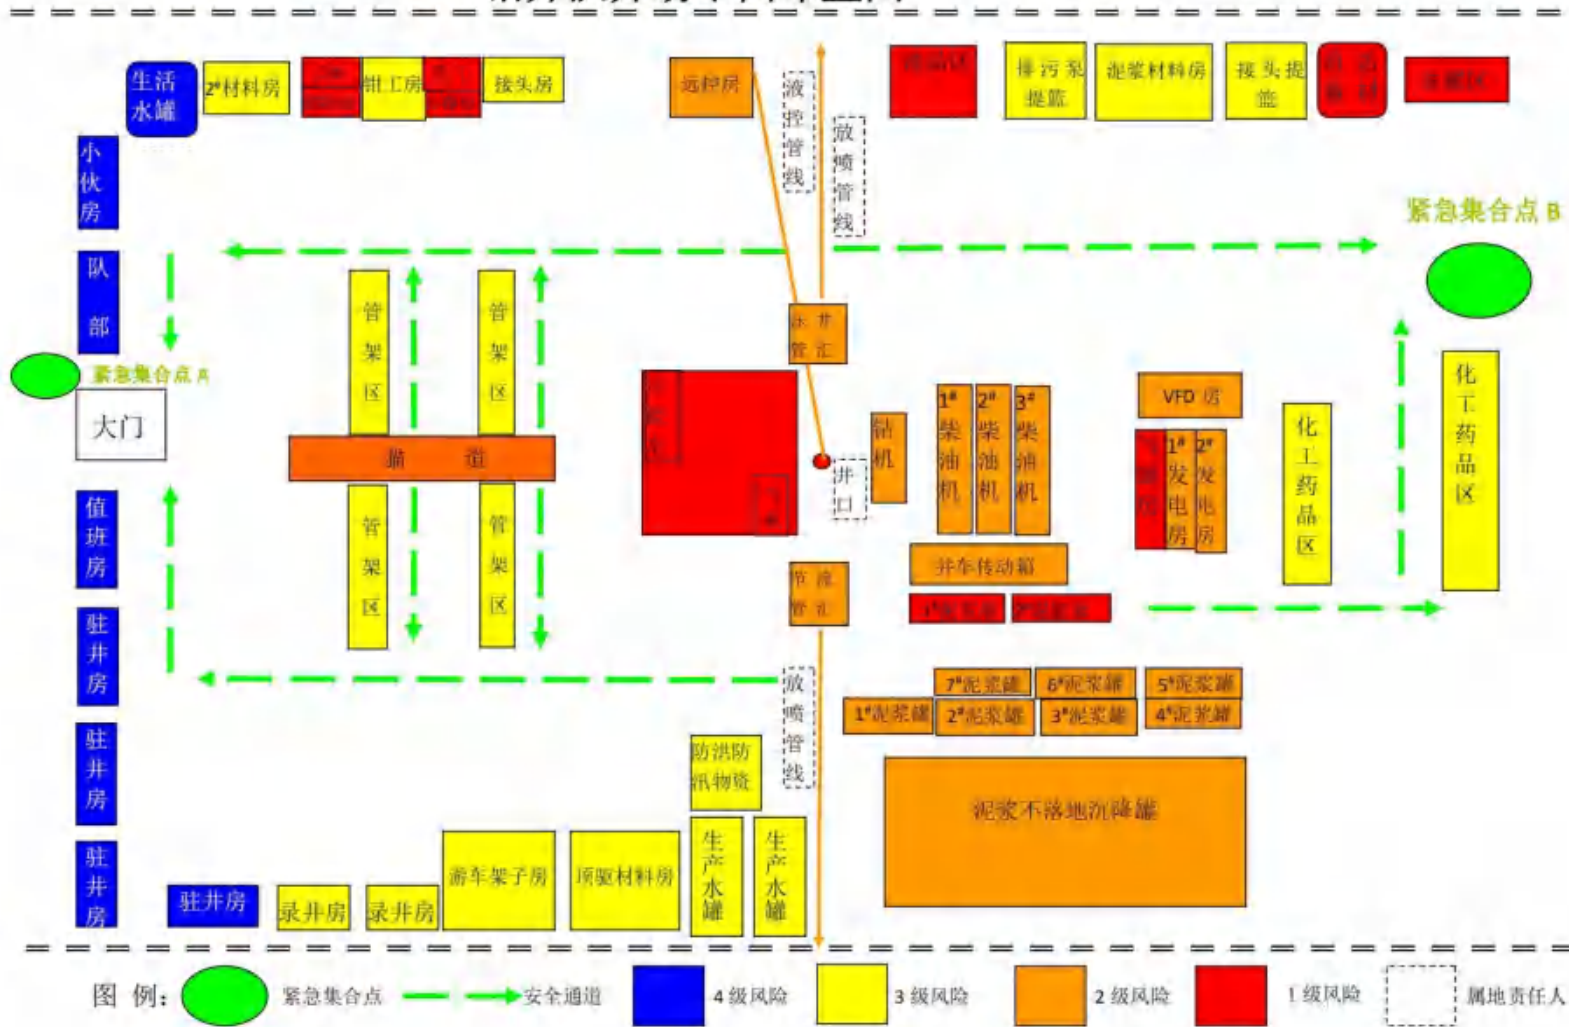 生活
水罐
2#材料房
钳工房
接头房
远控房
液控管线
放喷管线
排污泵
提篮
泥浆材料房
接头提
篮
小伙房
队部
紧急集合点 B
紧急集合点 A
大门
管架区
管架区
管汇
1#柴油机
2#柴油机
3#柴油机
钻机
井口
VFD 房
1#发电房
2#发电房
化工药品区
化工药品区
管架区
管架区
值班房
驻井房
驻井房
驻井房
并车传动箱
节流
管汇
放喷管线
7#泥浆罐
6#泥浆罐
5#泥浆罐
1#泥浆罐
2#泥浆罐
3#泥浆罐
4#泥浆罐
防洪防
汛物资
泥浆不落地沉降罐
驻井房
录井房
录井房
游车架子房
顶驱材料房
生产水罐
生产水罐
图 例：
紧急集合点
安全通道
4 级风险
3 级风险
2 级风险
1 级风险
属地责任人